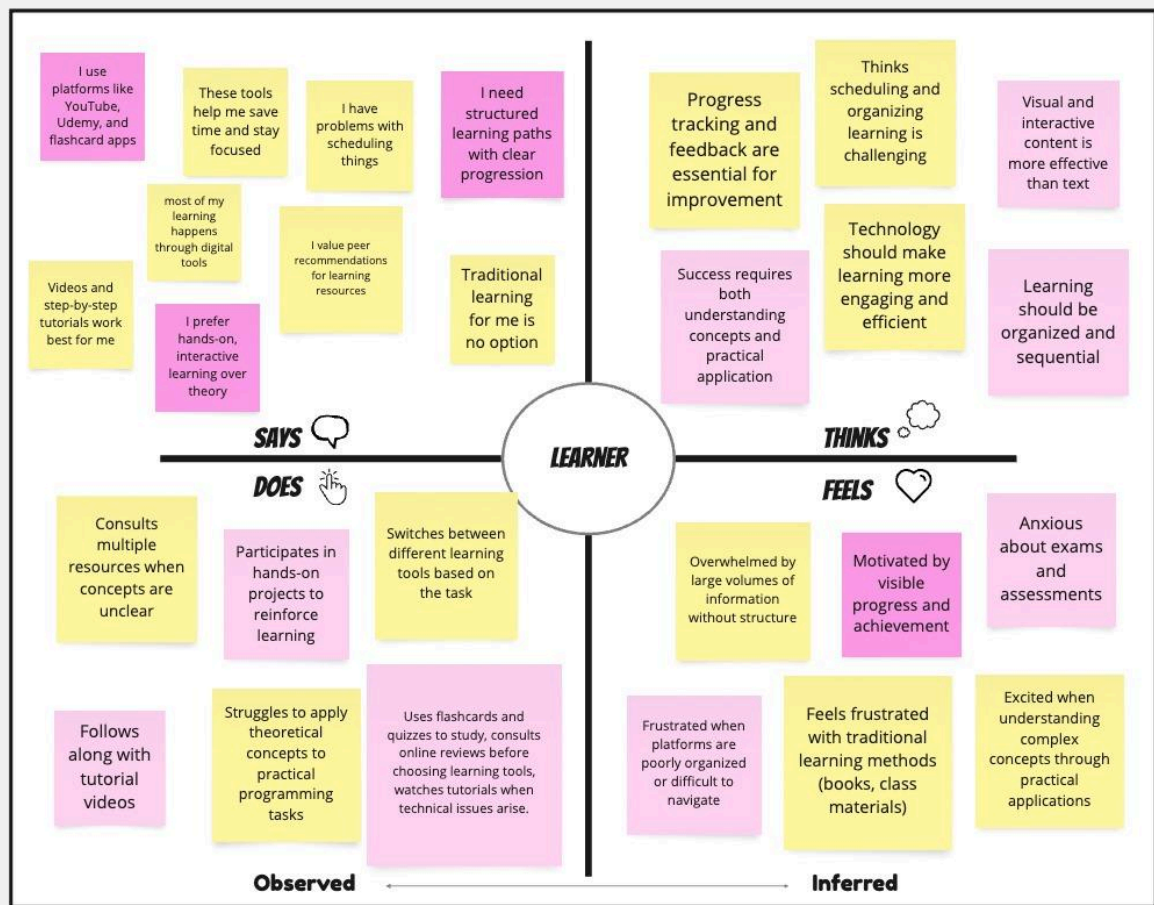 I use
platforms like
YouTube,
Udemy, and
flashcard apps
These tools
help me save
time and stay
focused
I have
problems with
scheduling
things
I need
structured
learning paths
with clear
progression
most of my
learning
happens
through digital
tools
I value peer
recommendations
for learning
resources
Videos and
step-by-step
tutorials work
best for me
I prefer
hands-on,
interactive
learning over
theory
Traditional
learning
for me is
no option
SAYS
Progress
tracking and
feedback are
essential for
improvement
Thinks
scheduling and
organizing
learning is
challenging
Visual and
interactive
content is
more effective
than text
Success requires
both
understanding
concepts and
practical
application
Technology
should make
learning more
engaging and
efficient
Learning
should be
organized and
sequential
THINKS
LEARNER
DOES
Consults
multiple
resources when
concepts are
unclear
Participates in
hands-on
projects to
reinforce
learning
Switches between
different learning
tools based on
the task
Follows
along with
tutorial
videos
Struggles to apply
theoretical
concepts to
practical
programming
tasks
Uses flashcards and
quizzes to study, consults
online reviews before
choosing learning tools,
watches tutorials when
technical issues arise.
FEELS
Overwhelmed by
large volumes of
information
without structure
Motivated by
visible
progress and
achievement
Anxious
about exams
and
assessments
Frustrated when
platforms are
poorly organized
or difficult to
navigate
Feels frustrated
with traditional
learning methods
(books, class
materials)
Excited when
understanding
complex
concepts through
practical
applications
Observed
Inferred